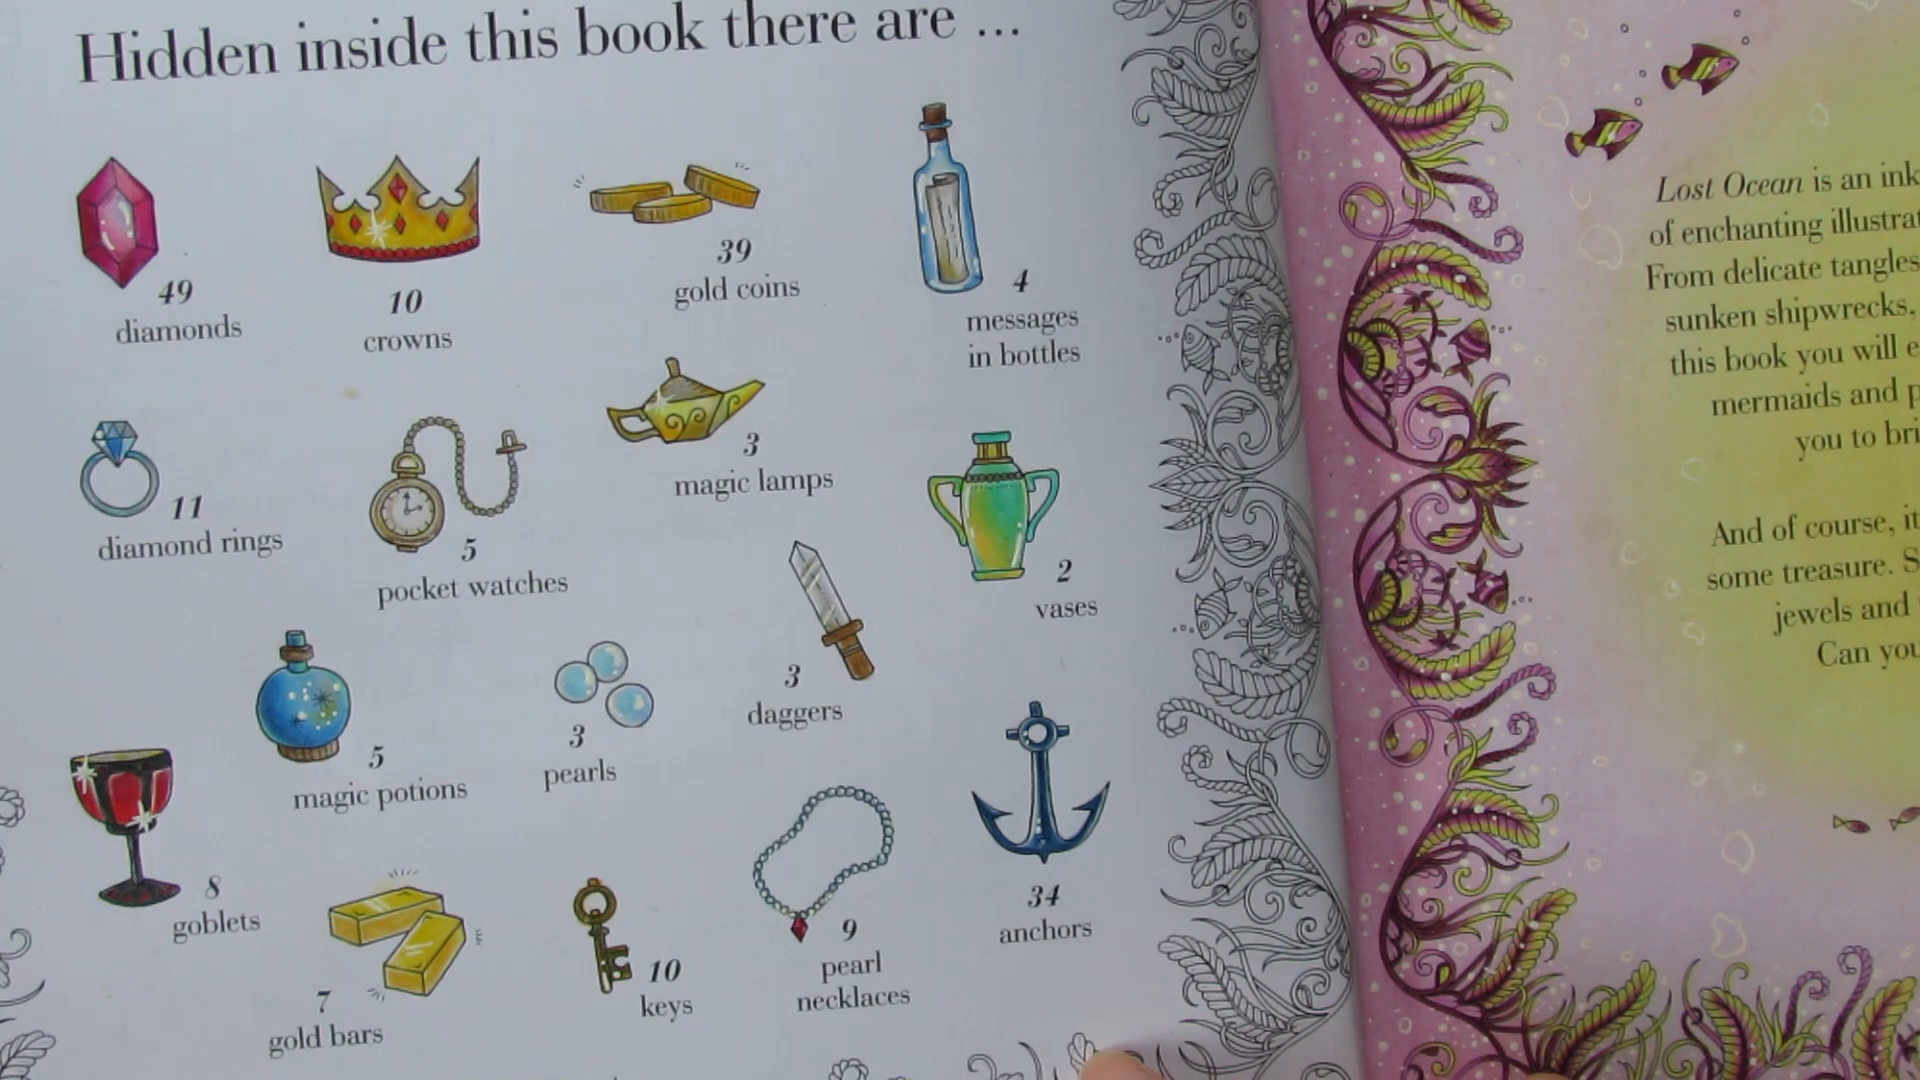 Hidden inside this book there are ...
49
diamonds
10
crowns
39
gold coins
4
messages
in bottles
11
diamond rings
5
pocket watches
3
magic lamps
2
vases
5
magic potions
3
pearls
3
daggers
8
goblets
7
gold bars
10
keys
9
pearl
necklaces
34
anchors
Lost Ocean is an ink
of enchanting
From delicate tangles
sunken shipwrecks,
this book you will
mermaids and
you to
And of course,
some treasure.
jewels and
Can you